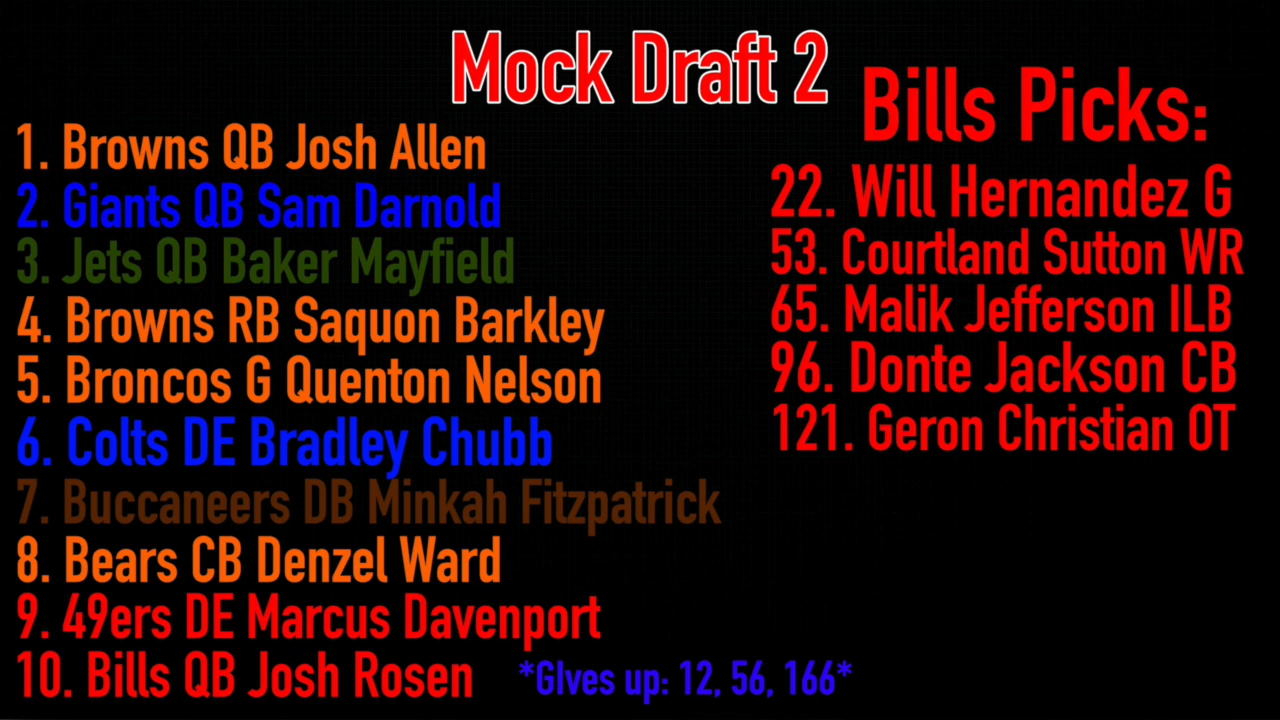 Mock Draft 2
1. Browns QB Josh Allen
2. Giants QB Sam Darnold
3. Jets QB Baker Mayfield
4. Browns RB Saquon Barkley
5. Broncos G Quenton Nelson
6. Colts DE Bradley Chubb
7. Buccaneers DB Minkah Fitzpatrick
8. Bears CB Denzel Ward
9. 49ers DE Marcus Davenport
10. Bills QB Josh Rosen
*GIves up: 12, 56, 166*
Bills Picks:
22. Will Hernandez G
53. Courtland Sutton WR
65. Malik Jefferson ILB
96. Donte Jackson CB
121. Geron Christian OT